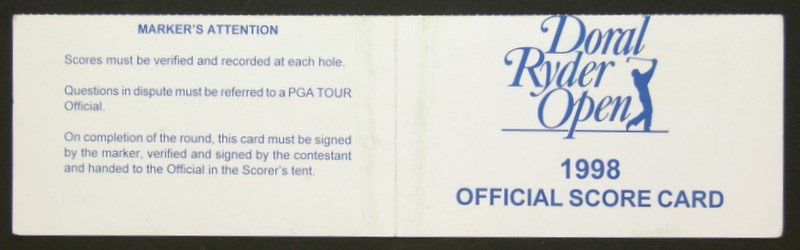 MARKER'S ATTENTION
Scores must be verified and recorded at each hole.
Questions in dispute must be referred to a PGA TOUR
Official.
On completion of the round, this card must be signed
by the marker, verified and signed by the contestant
and handed to the Official in the Scorer's tent.
Doral
Ryder
Open
1998
OFFICIAL SCORE CARD